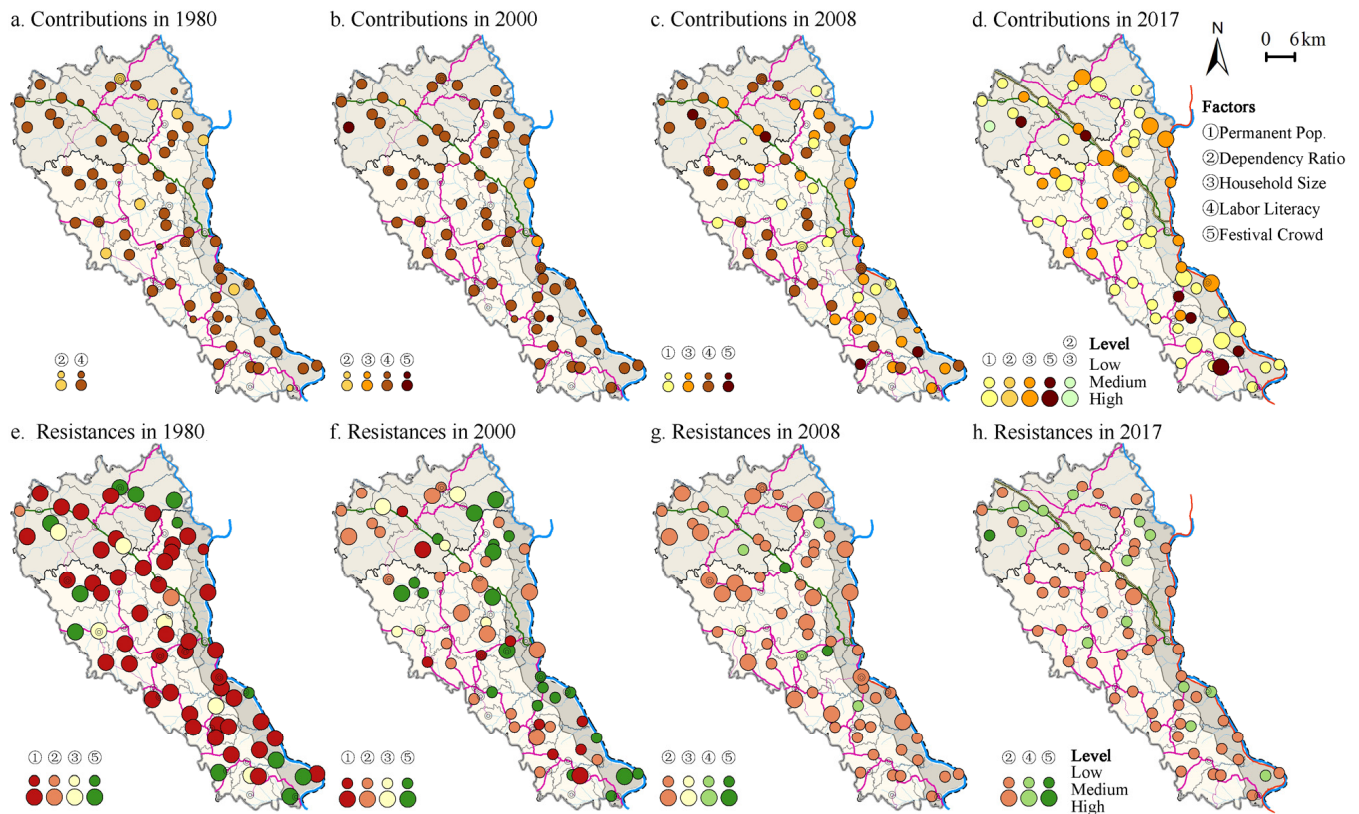 a. Contributions in 1980
b. Contributions in 2000
c. Contributions in 2008
d. Contributions in 2017
N
0 6 km
Factors
①Permanent Pop.
②Dependency Ratio
③Household Size
④Labor Literacy
⑤Festival Crowd
② ④
② ③ ④ ⑤
① ③ ④ ⑤
②
① ② ③ ⑤ ③
Level
Low
Medium
High
e. Resistances in 1980
f. Resistances in 2000
g. Resistances in 2008
h. Resistances in 2017
① ② ③ ⑤
① ② ③ ⑤
② ③ ④ ⑤
② ④ ⑤
Level
Low
Medium
High